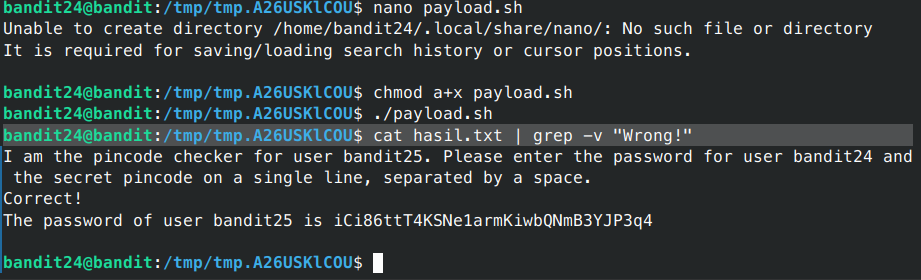 bandit24@bandit:/tmp/tmp.A26USKlCOU$ nano payload.sh
Unable to create directory /home/bandit24/.local/share/nano/: No such file or directory
It is required for saving/loading search history or cursor positions.
bandit24@bandit:/tmp/tmp.A26USKlCOU$ chmod a+x payload.sh
bandit24@bandit:/tmp/tmp.A26USKlCOU$ ./payload.sh
bandit24@bandit:/tmp/tmp.A26USKlCOU$ cat hasil.txt | grep -v "Wrong!"
I am the pincode checker for user bandit25. Please enter the password for user bandit24 and
the secret pincode on a single line, separated by a space.
Correct!
The password of user bandit25 is iCi86ttT4KSNe1armKiwbQNmB3YJP3q4
bandit24@bandit:/tmp/tmp.A26USKlCOU$